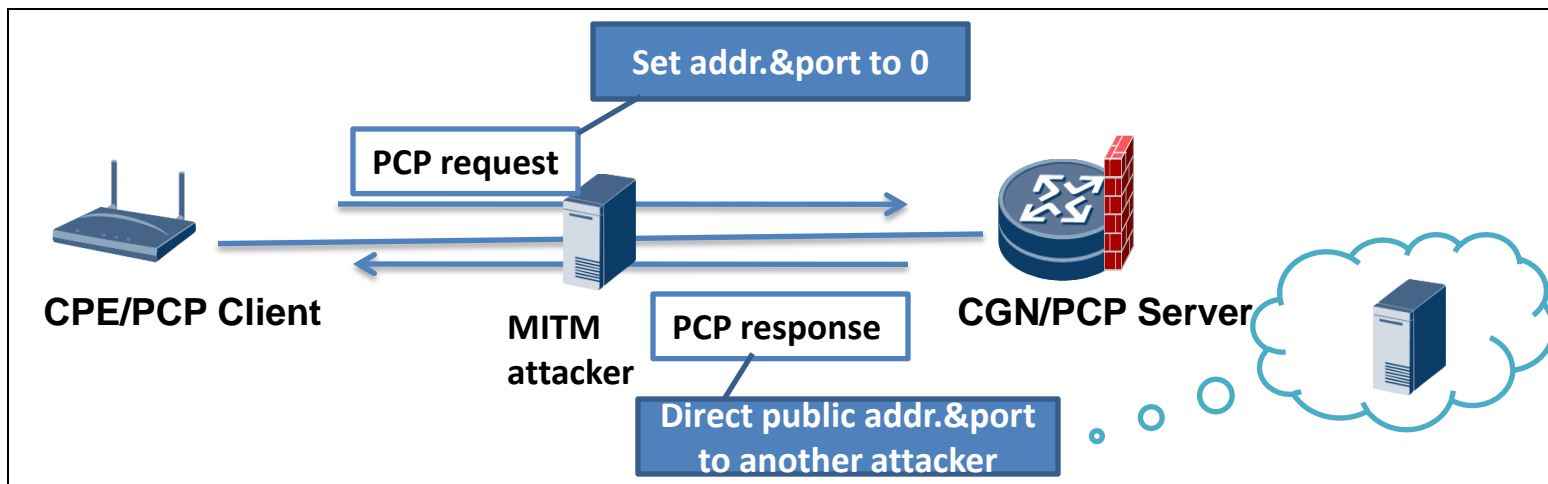 Set addr.&port to 0
PCP request
CPE/PCP Client
MITM
attacker
PCP response
CGN/PCP Server
Direct public addr.&port
to another attacker